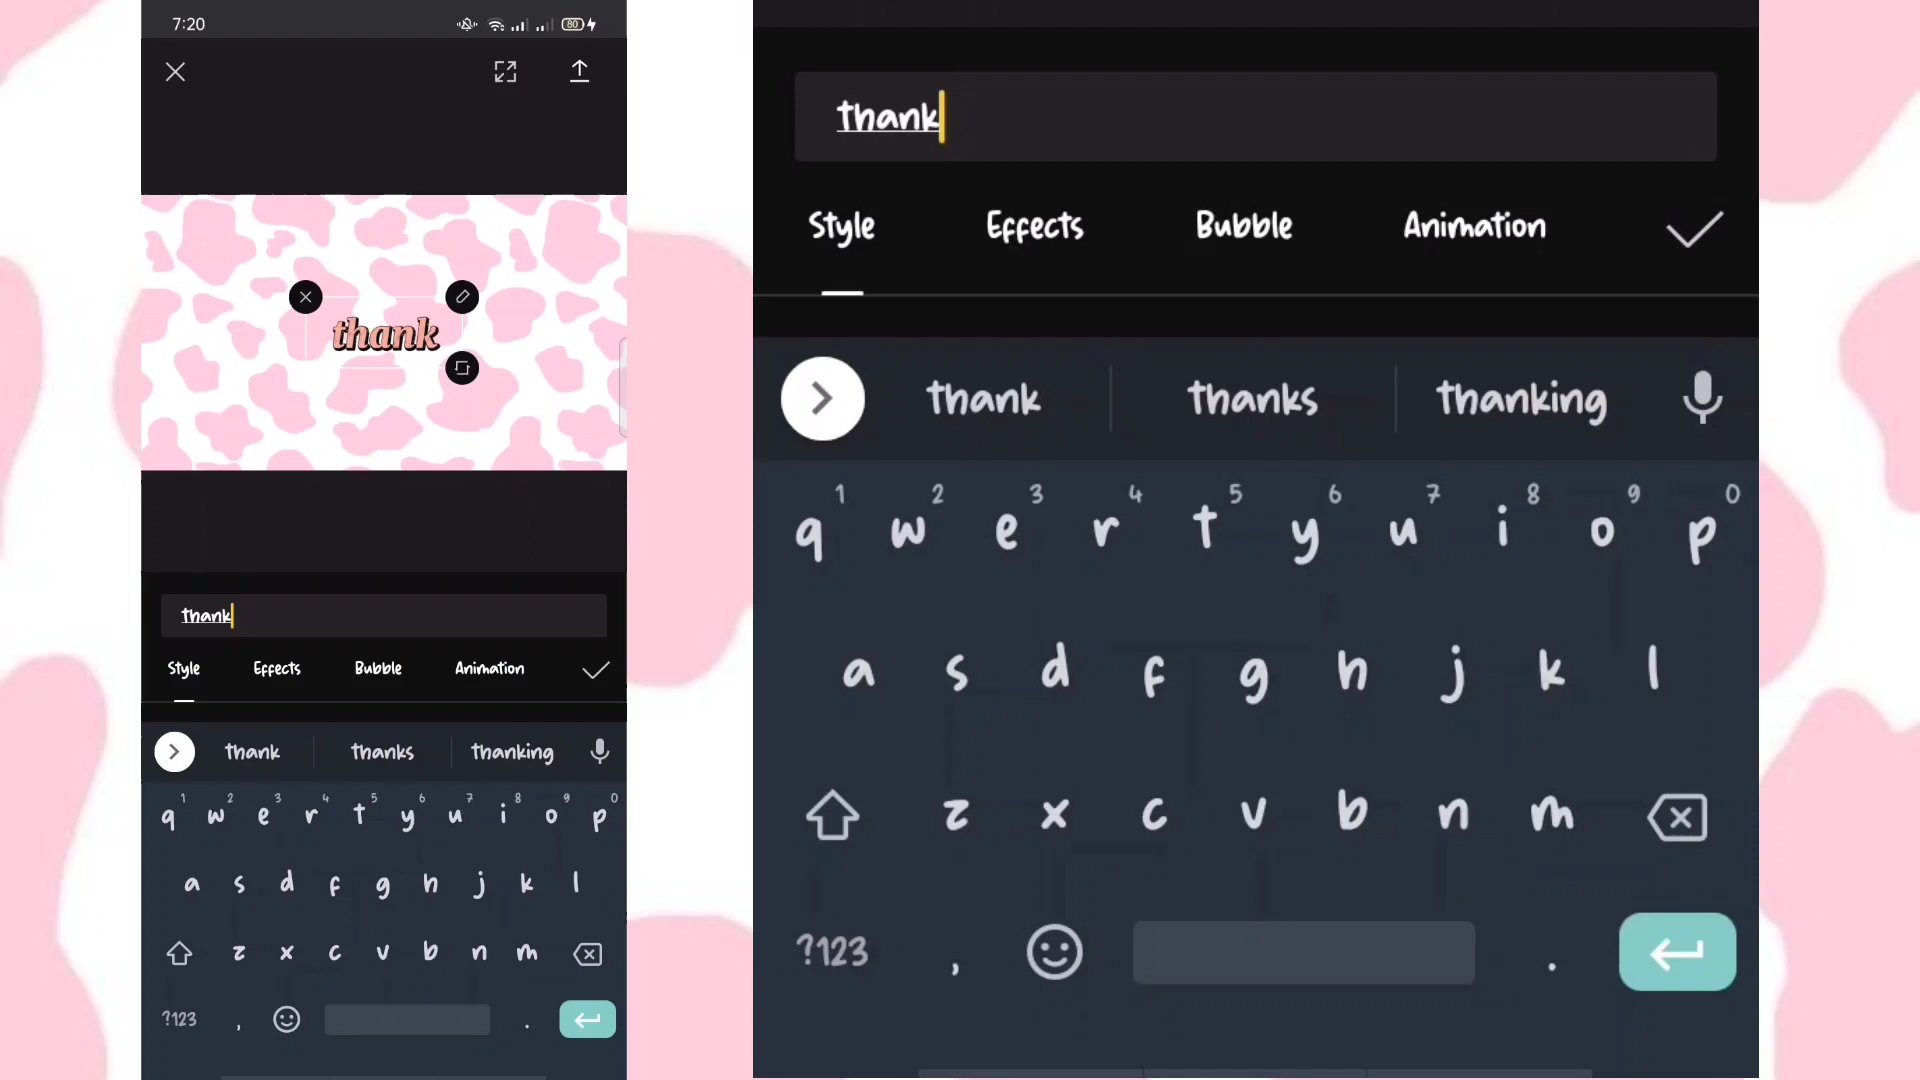 7:20
80
thank
thank
Style Effects Bubble Animation
thank thanks thanking
1 2 3 4 5 6 7 8 9 0
q w e r t y u i o p
a s d f g h j k l
z x c v b n m
?123 , .
thank
Style Effects Bubble Animation
thank thanks thanking
1 2 3 4 5 6 7 8 9 0
q w e r t y u i o p
a s d f g h j k l
z x c v b n m
?123 , .